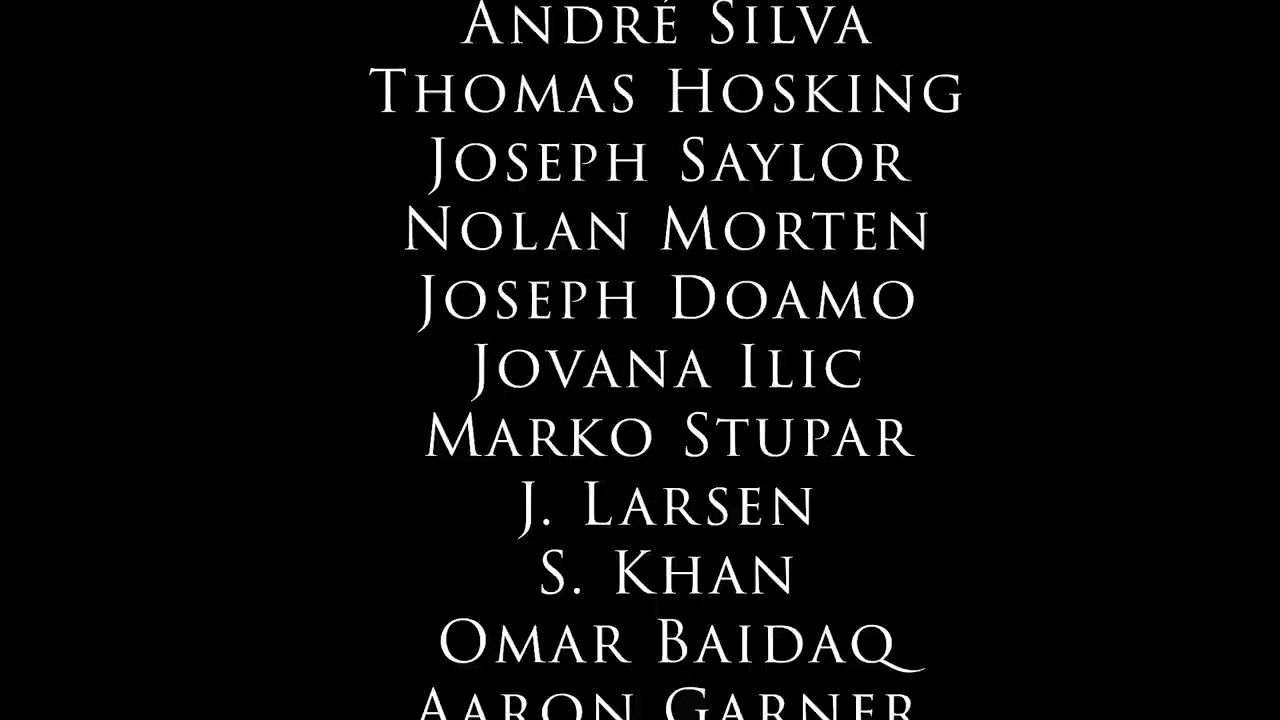 André Silva
Thomas Hosking
Joseph Saylor
Nolan Morten
Joseph Doamo
Jovana Ilic
Marko Stupar
J. Larsen
S. Khan
Omar Baidaq
Aaron Garner